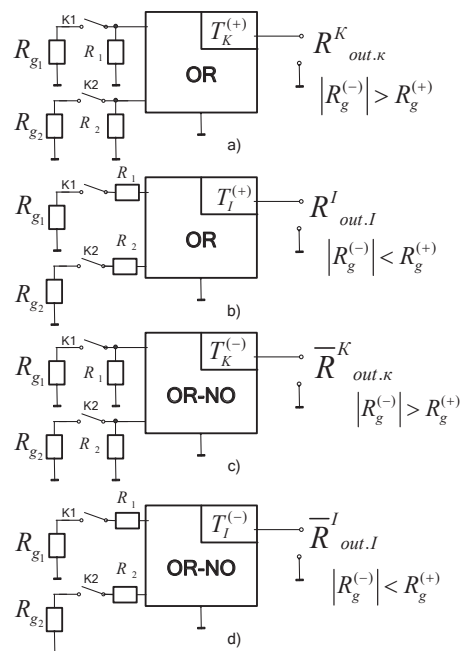 K1 R_{g_1} R_1 T_K^{(+)} R^K_{out.к}
OR
K2 R_{g_2} R_2 |R_g^{(-)}| > R_g^{(+)}
a)
K1 R_{g_1} R_1 T_I^{(+)} R^I_{out.I}
OR
K2 R_{g_2} R_2 |R_g^{(-)}| < R_g^{(+)}
b)
K1 R_{g_1} R_1 T_K^{(-)} \overline{R}^K_{out.к}
OR-NO
K2 R_{g_2} R_2 |R_g^{(-)}| > R_g^{(+)}
c)
K1 R_{g_1} R_1 T_I^{(-)} \overline{R}^I_{out.I}
OR-NO
K2 R_{g_2} R_2 |R_g^{(-)}| < R_g^{(+)}
d)